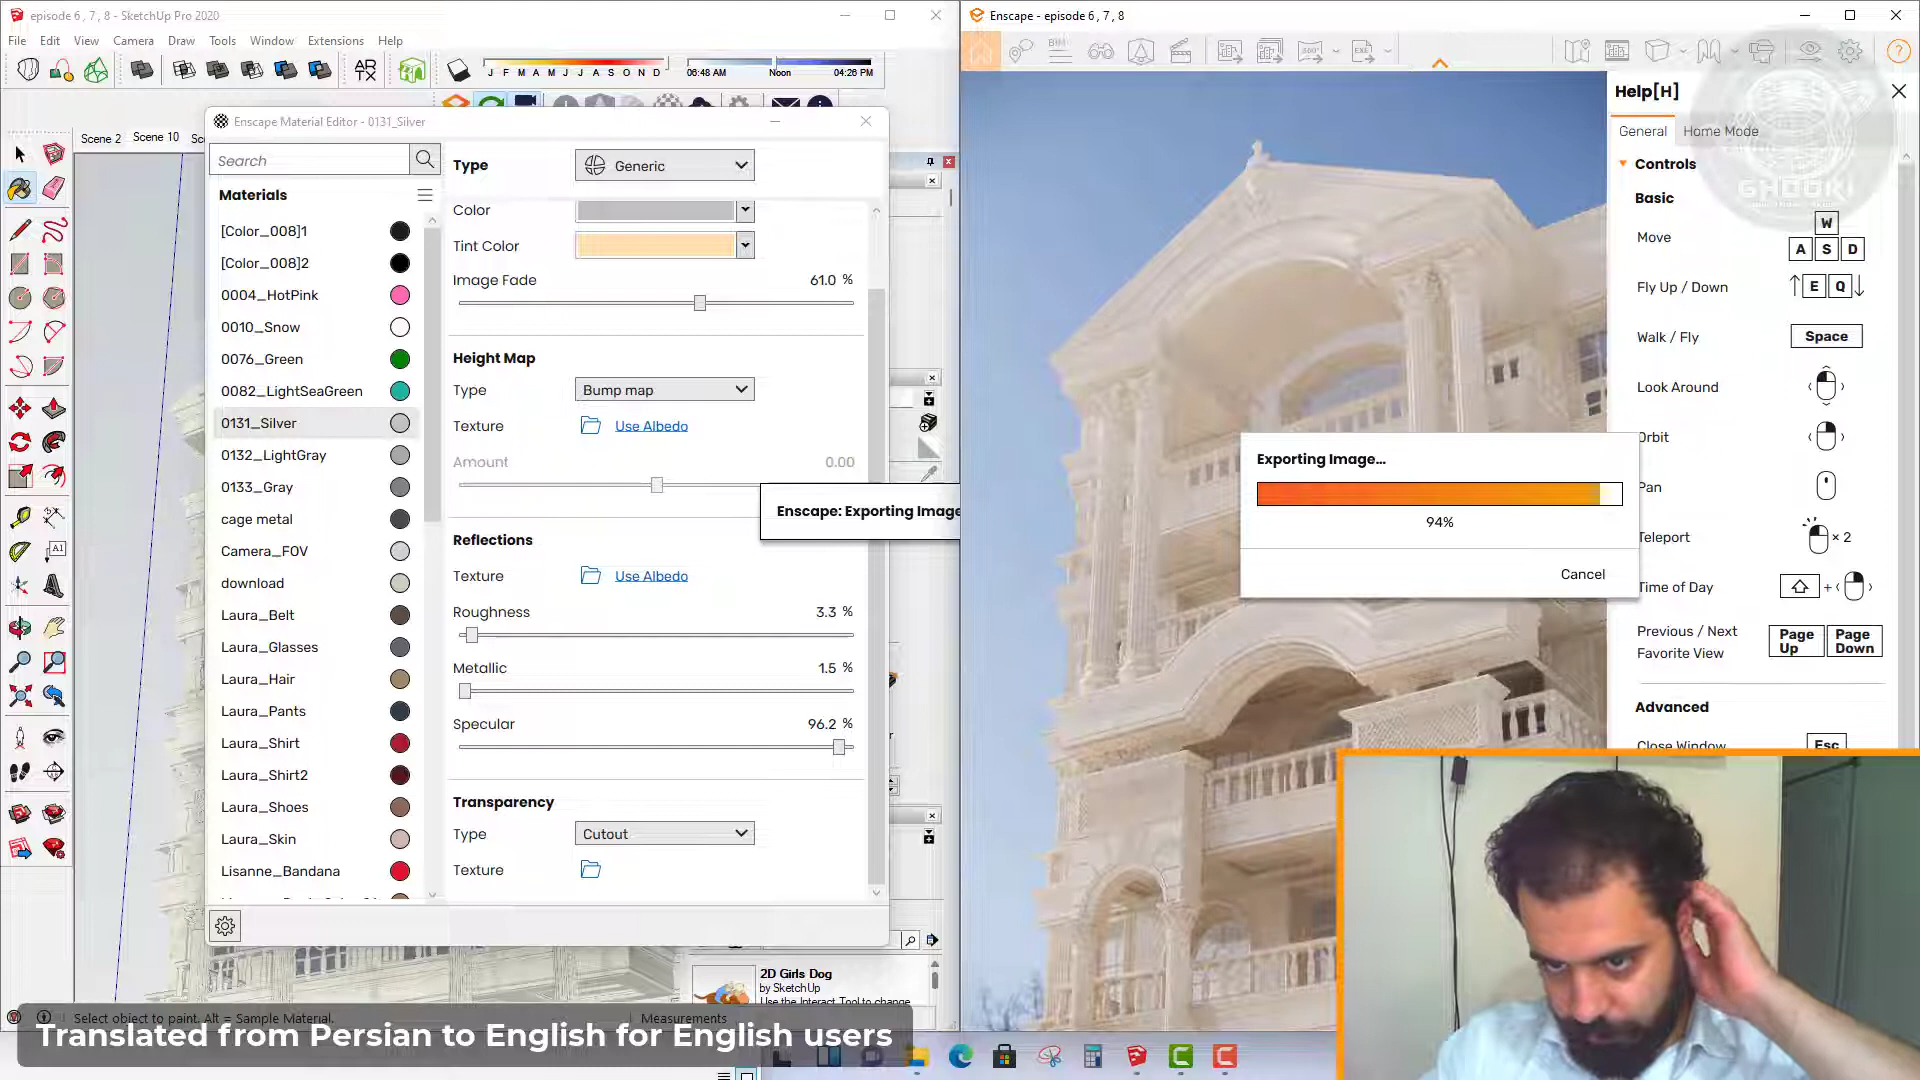 episode 6 , 7 , 8 - SketchUp Pro 2020
File Edit View Camera Draw Tools Window Extensions Help
J F M A M J J A S O N D 06:48 AM Noon 04:26 PM
Scene 2 Scene 10 Sc
Enscape Material Editor - 0131_Silver
Search
Materials
[Color_008]1
[Color_008]2
0004_HotPink
0010_Snow
0076_Green
0082_LightSeaGreen
0131_Silver
0132_LightGray
0133_Gray
cage metal
Camera_FOV
download
Laura_Belt
Laura_Glasses
Laura_Hair
Laura_Pants
Laura_Shirt
Laura_Shirt2
Laura_Shoes
Laura_Skin
Lisanne_Bandana
Type Generic
Color
Tint Color
Image Fade 61.0 %
Height Map
Type Bump map
Texture Use Albedo
Amount 0.00
Enscape: Exporting Image
Reflections
Texture Use Albedo
Roughness 3.3 %
Metallic 1.5 %
Specular 96.2 %
Transparency
Type Cutout
Texture
2D Girls Dog
by SketchUp
Use the Interact Tool to change
Select object to paint. Alt = Sample Material.
Measurements
Translated from Persian to English for English users
Enscape - episode 6 , 7 , 8
Exporting Image...
94%
Cancel
Help[H]
General Home Mode
GHOOKI
Controls
Basic
Move W A S D
Fly Up / Down E Q
Walk / Fly Space
Look Around
Orbit
Pan
Teleport × 2
Time of Day +
Previous / Next
Favorite View
Page Up Page Down
Advanced
Close Window Esc